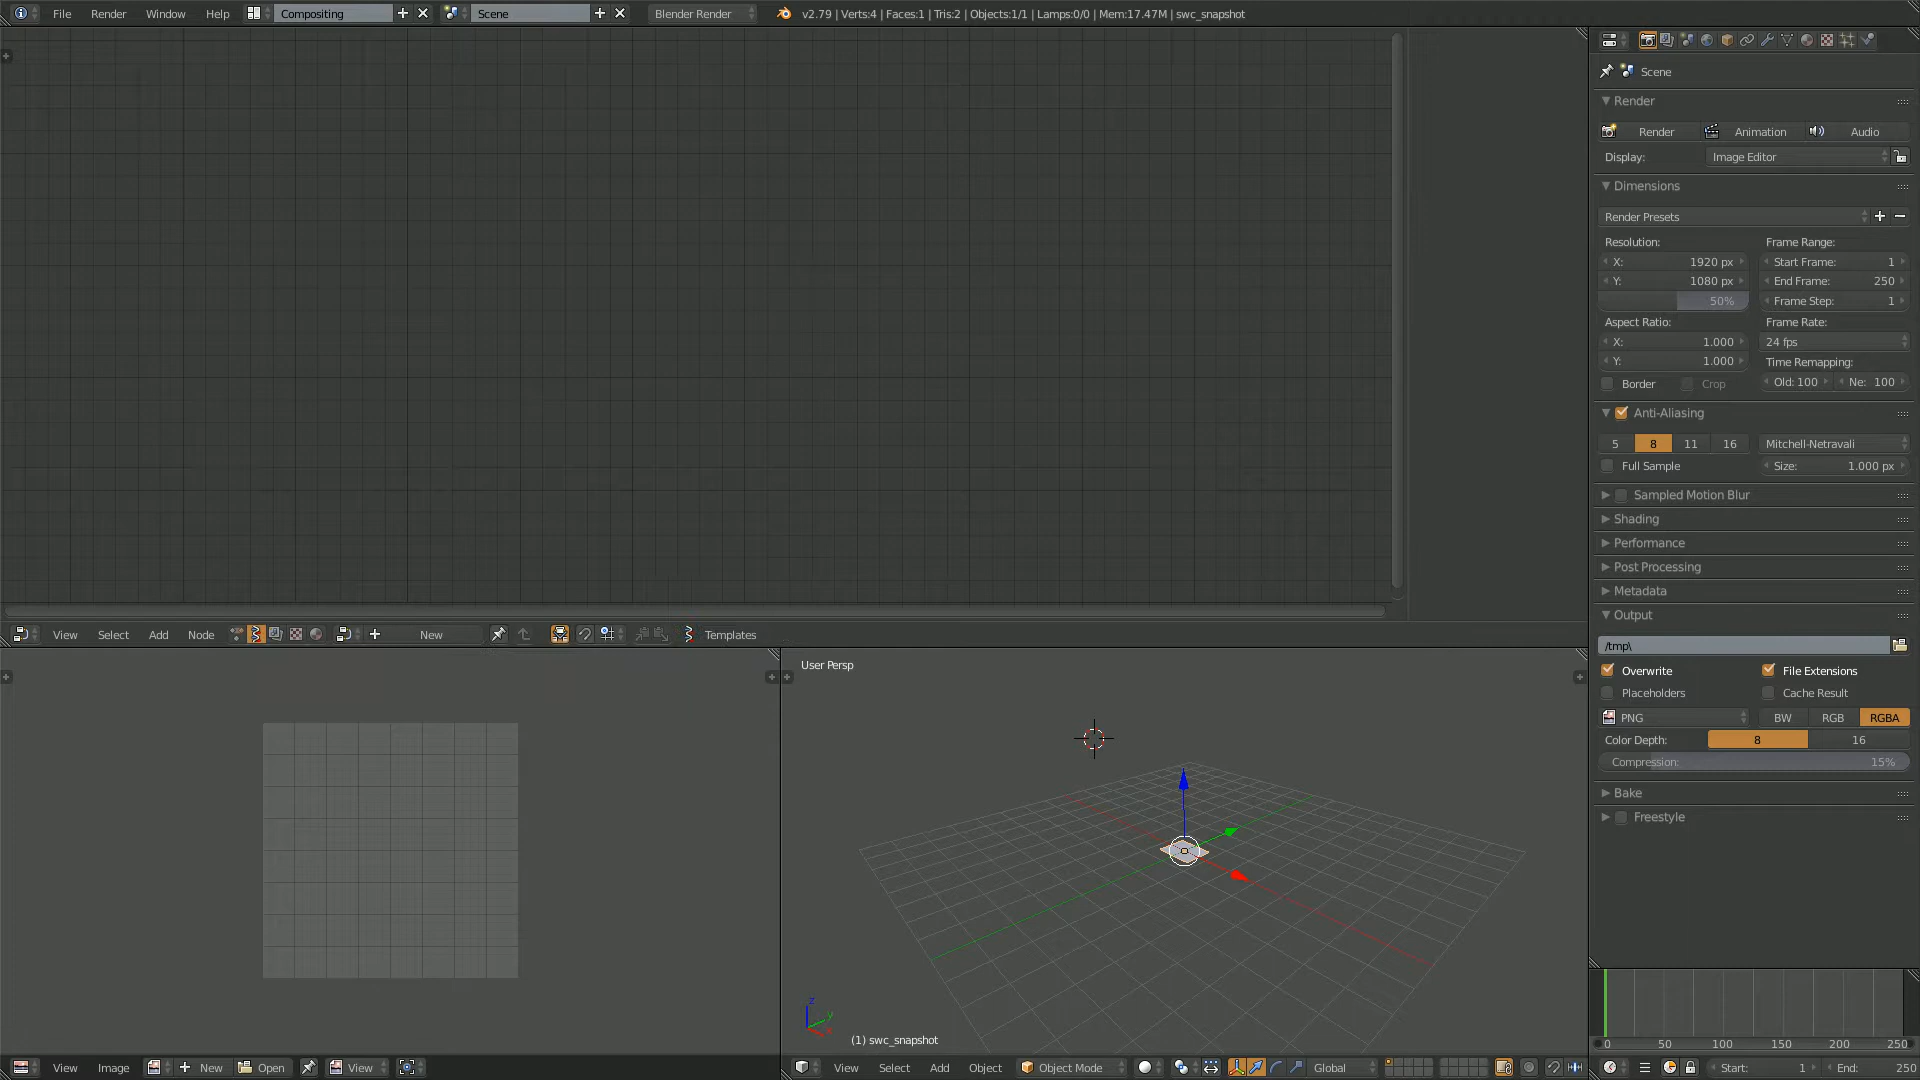 File Render Window Help Compositing Scene Blender Render v2.79 | Verts:4 | Faces:1 | Tris:2 | Objects:1/1 | Lamps:0/0 | Mem:17.47M | swc_snapshot
Scene
Render
Render Animation Audio
Display: Image Editor
Dimensions
Render Presets
Resolution: Frame Range:
X: 1920 px Start Frame: 1
Y: 1080 px End Frame: 250
50% Frame Step: 1
Aspect Ratio: Frame Rate:
X: 1.000 24 fps
Y: 1.000 Time Remapping:
Border Crop Old: 100 Ne: 100
Anti-Aliasing
5 8 11 16 Mitchell-Netravali
Full Sample Size: 1.000 px
Sampled Motion Blur
Shading
Performance
Post Processing
Metadata
Output
/tmp\
Overwrite File Extensions
Placeholders Cache Result
PNG BW RGB RGBA
Color Depth: 8 16
Compression: 15%
Bake
Freestyle
View Select Add Node New Templates
User Persp
z
y
x
(1) swc_snapshot
0 50 100 150 200 250
View Image New Open View
View Select Add Object Object Mode Global
Start: 1 End: 250